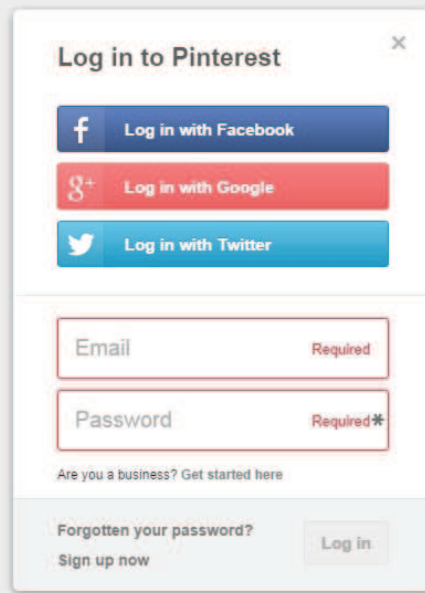 Log in to Pinterest
×
f Log in with Facebook
g+ Log in with Google
Log in with Twitter
Email Required
Password Required*
Are you a business? Get started here
Forgotten your password?
Log in
Sign up now